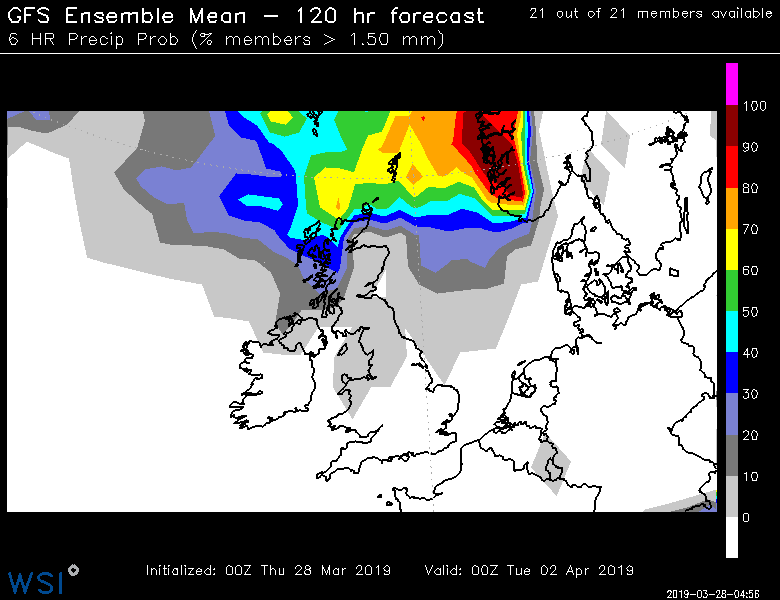 GFS Ensemble Mean – 120 hr forecast
21 out of 21 members available
6 HR Precip Prob (% members > 1.50 mm)
100
90
80
70
60
50
40
30
20
10
0
Initialized: 00Z Thu 28 Mar 2019
Valid: 00Z Tue 02 Apr 2019
WSI
2019-03-28-04:56